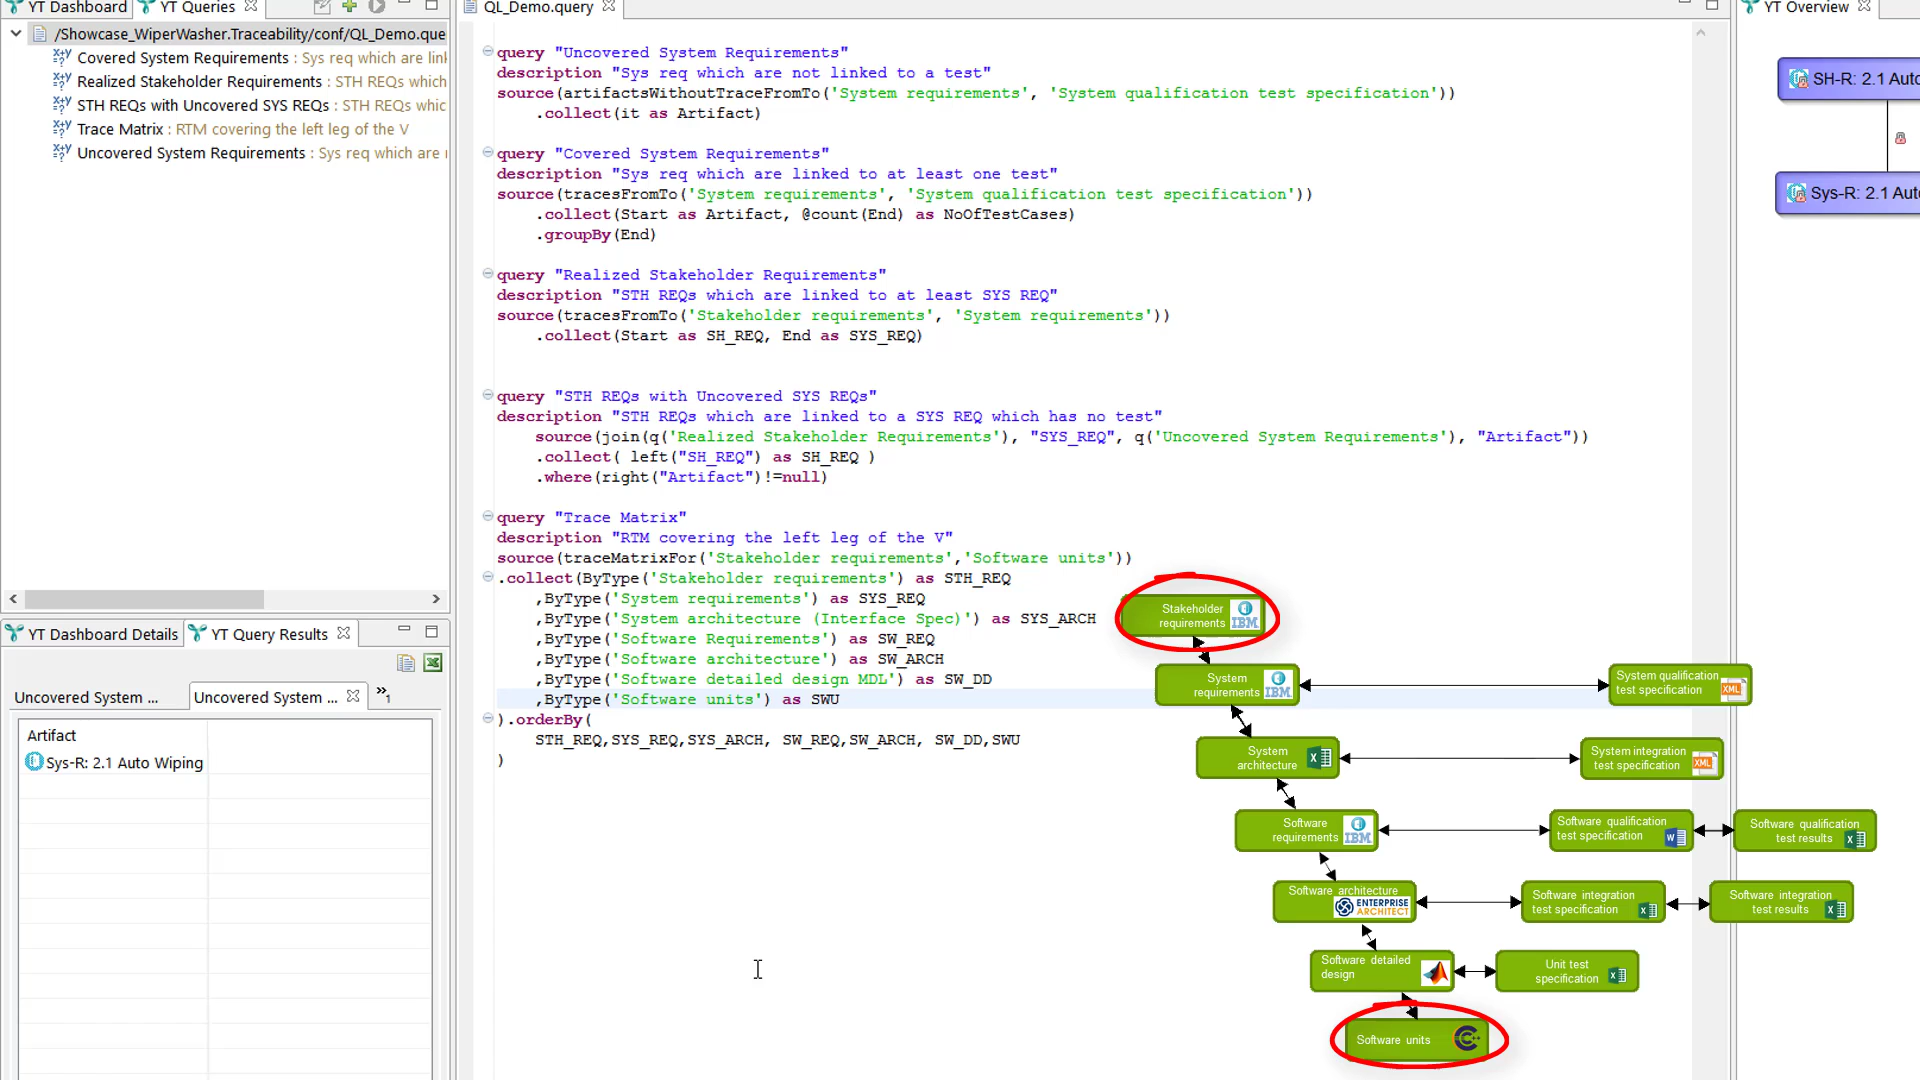 YT Dashboard
YT Queries
/Showcase_WiperWasher.Traceability/conf/QL_Demo.que
Covered System Requirements : Sys req which are lin
Realized Stakeholder Requirements : STH REQs which
STH REQs with Uncovered SYS REQs : STH REQs whic
Trace Matrix : RTM covering the left leg of the V
Uncovered System Requirements : Sys req which are
YT Dashboard Details
YT Query Results
Uncovered System ...
Uncovered System ...
»1
Artifact
Sys-R: 2.1 Auto Wiping
QL_Demo.query
query "Uncovered System Requirements"
description "Sys req which are not linked to a test"
source(artifactsWithoutTraceFromTo('System requirements', 'System qualification test specification'))
.collect(it as Artifact)
query "Covered System Requirements"
description "Sys req which are linked to at least one test"
source(tracesFromTo('System requirements', 'System qualification test specification'))
.collect(Start as Artifact, @count(End) as NoOfTestCases)
.groupBy(End)
query "Realized Stakeholder Requirements"
description "STH REQs which are linked to at least SYS REQ"
source(tracesFromTo('Stakeholder requirements', 'System requirements'))
.collect(Start as SH_REQ, End as SYS_REQ)
query "STH REQs with Uncovered SYS REQs"
description "STH REQs which are linked to a SYS REQ which has no test"
source(join(q('Realized Stakeholder Requirements'), "SYS_REQ", q('Uncovered System Requirements'), "Artifact"))
.collect( left("SH_REQ") as SH_REQ )
.where(right("Artifact")!=null)
query "Trace Matrix"
description "RTM covering the left leg of the V"
source(traceMatrixFor('Stakeholder requirements','Software units'))
.collect(ByType('Stakeholder requirements') as STH_REQ
,ByType('System requirements') as SYS_REQ
,ByType('System architecture (Interface Spec)') as SYS_ARCH
,ByType('Software Requirements') as SW_REQ
,ByType('Software architecture') as SW_ARCH
,ByType('Software detailed design MDL') as SW_DD
,ByType('Software units') as SWU
).orderBy(
STH_REQ,SYS_REQ,SYS_ARCH, SW_REQ,SW_ARCH, SW_DD,SWU
)
Stakeholder
requirements
IBM
System
requirements
IBM
System qualification
test specification
XML
System
architecture
System integration
test specification
XML
Software
requirements
IBM
Software qualification
test specification
Software qualification
test results
Software architecture
ENTERPRISE
ARCHITECT
Software integration
test specification
Software integration
test results
Software detailed
design
Unit test
specification
Software units
YT Overview
SH-R: 2.1 Auto
Sys-R: 2.1 Auto